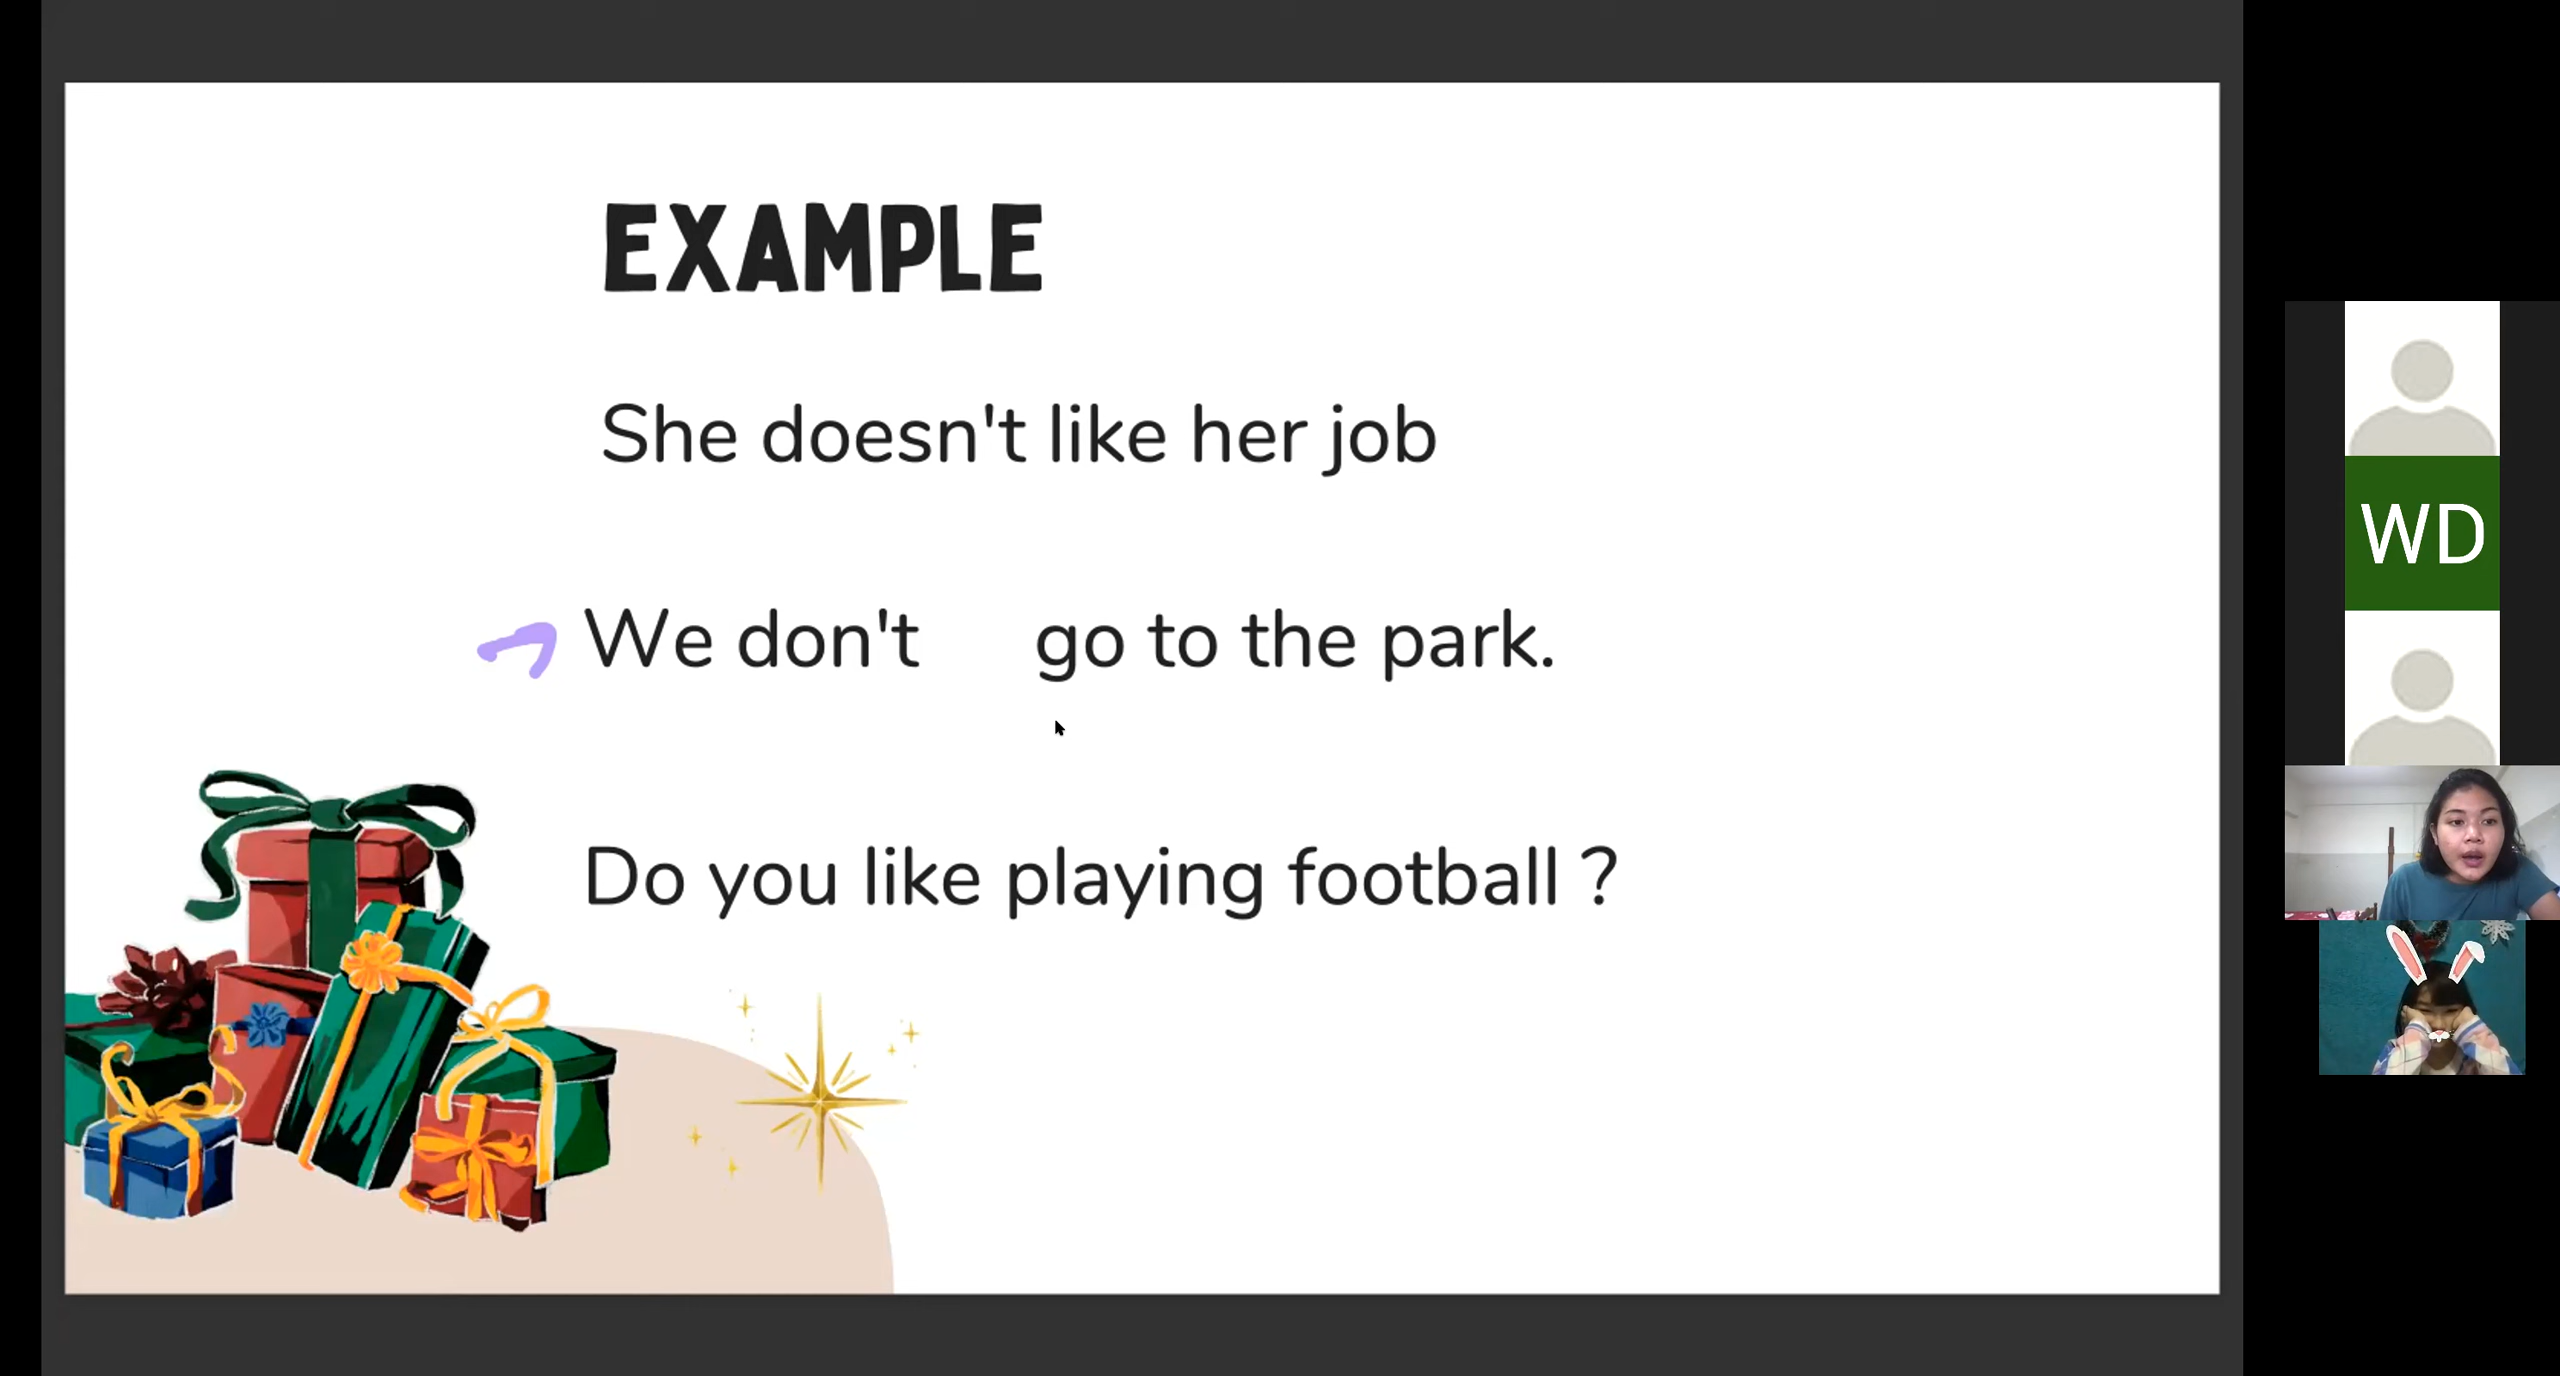 EXAMPLE
She doesn't like her job
We don't go to the park.
Do you like playing football ?
WD